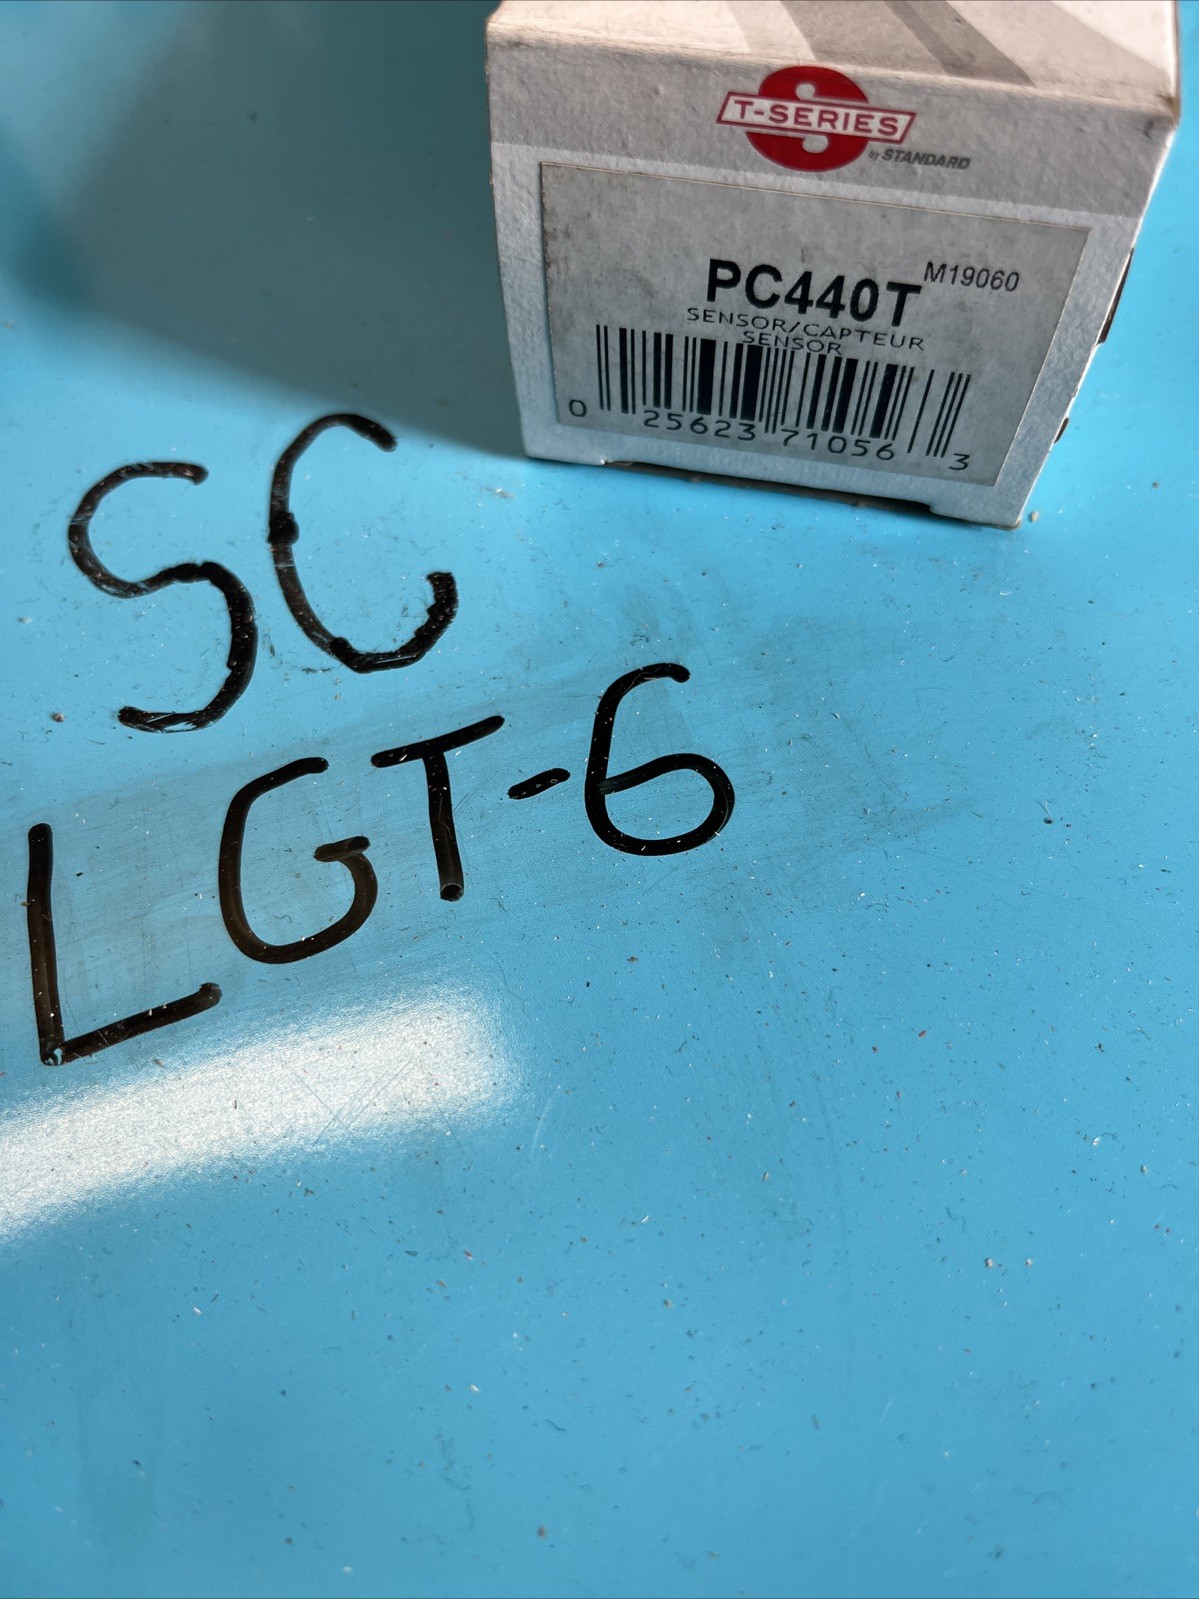 T-SERIES
by STANDARD
PC440T M19060
SENSOR/CAPTEUR
SENSOR
0 25623 71056 3
SC
LGT-6